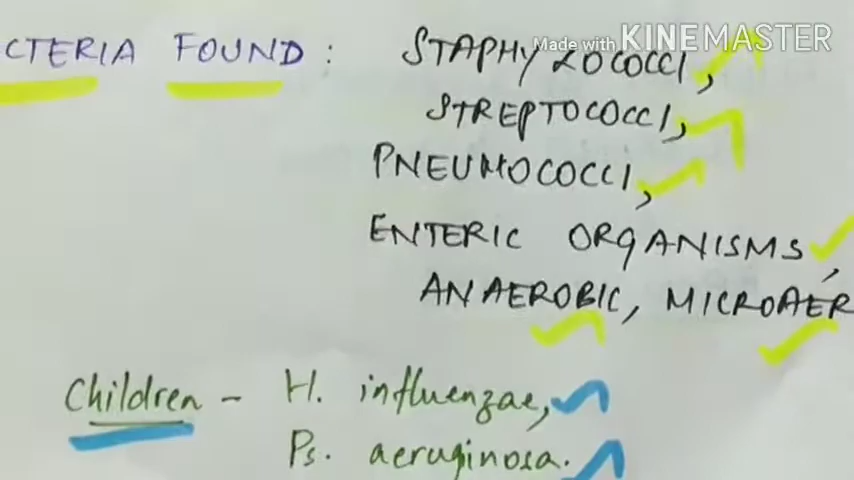 Made with KINEMASTER
CTERIA FOUND : STAPHYLOCOCCI,
STREPTOCOCCI,
PNEUMOCOCCI,
ENTERIC ORGANISMS,
ANAEROBIC, MICROAER
Children - H. influenzae,
Ps. aeruginosa.